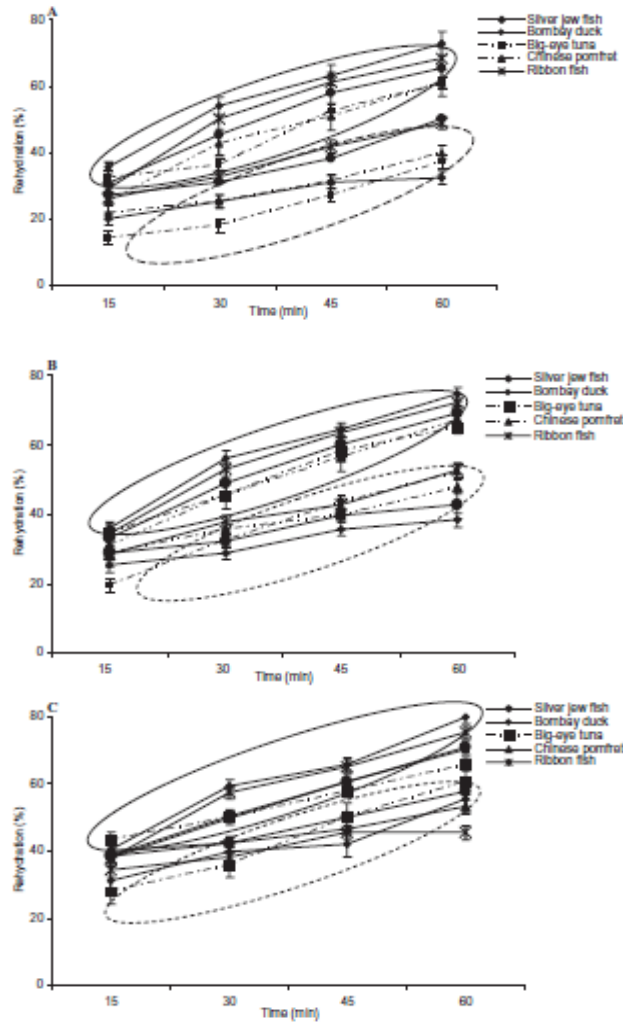 A
Silver jew fish
Bombay duck
Big-eye tuna
Chinese pomfret
Ribbon fish
80
60
40
20
0
Rehydration (%)
15 30 45 60
Time (min)
B
Silver jew fish
Bombay duck
Big-eye tuna
Chinese pomfret
Ribbon fish
80
60
40
20
0
Rehydration (%)
15 30 45 60
Time (min)
C
Silver jew fish
Bombay duck
Big-eye tuna
Chinese pomfret
Ribbon fish
80
60
40
20
0
Rehydration (%)
15 30 45 60
Time (min)